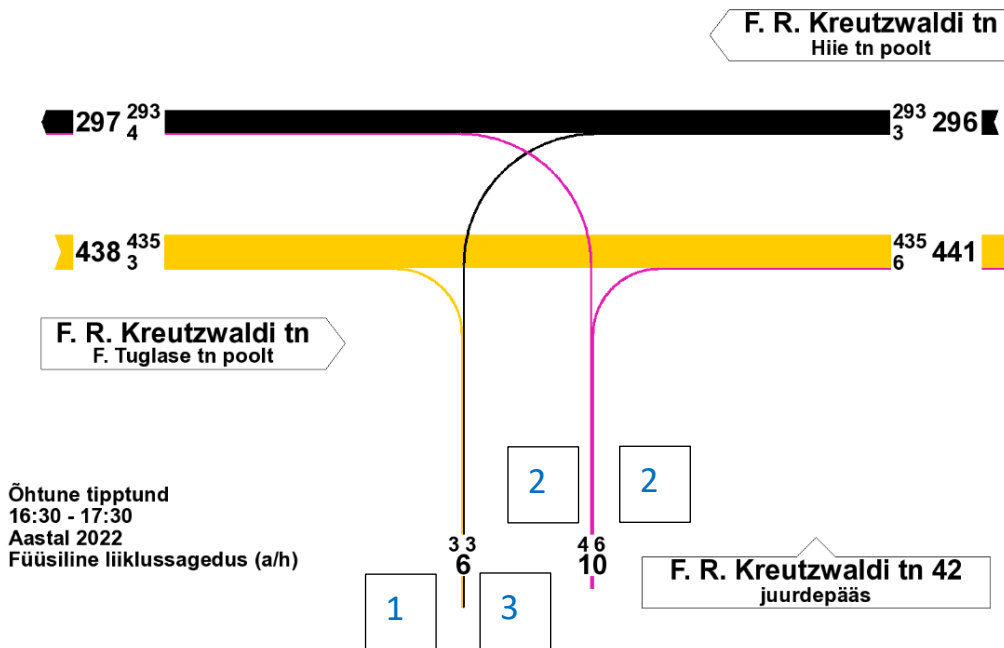 F. R. Kreutzwaldi tn
Hiie tn poolt
297 293 4
293 3 296
438 435 3
435 6 441
F. R. Kreutzwaldi tn
F. Tuglase tn poolt
2 2
Õhtune tipptund
16:30 - 17:30
Aastal 2022
Füüsiline liiklussagedus (a/h)
3 3
6
4 6
10
F. R. Kreutzwaldi tn 42
juurdepääs
1 3